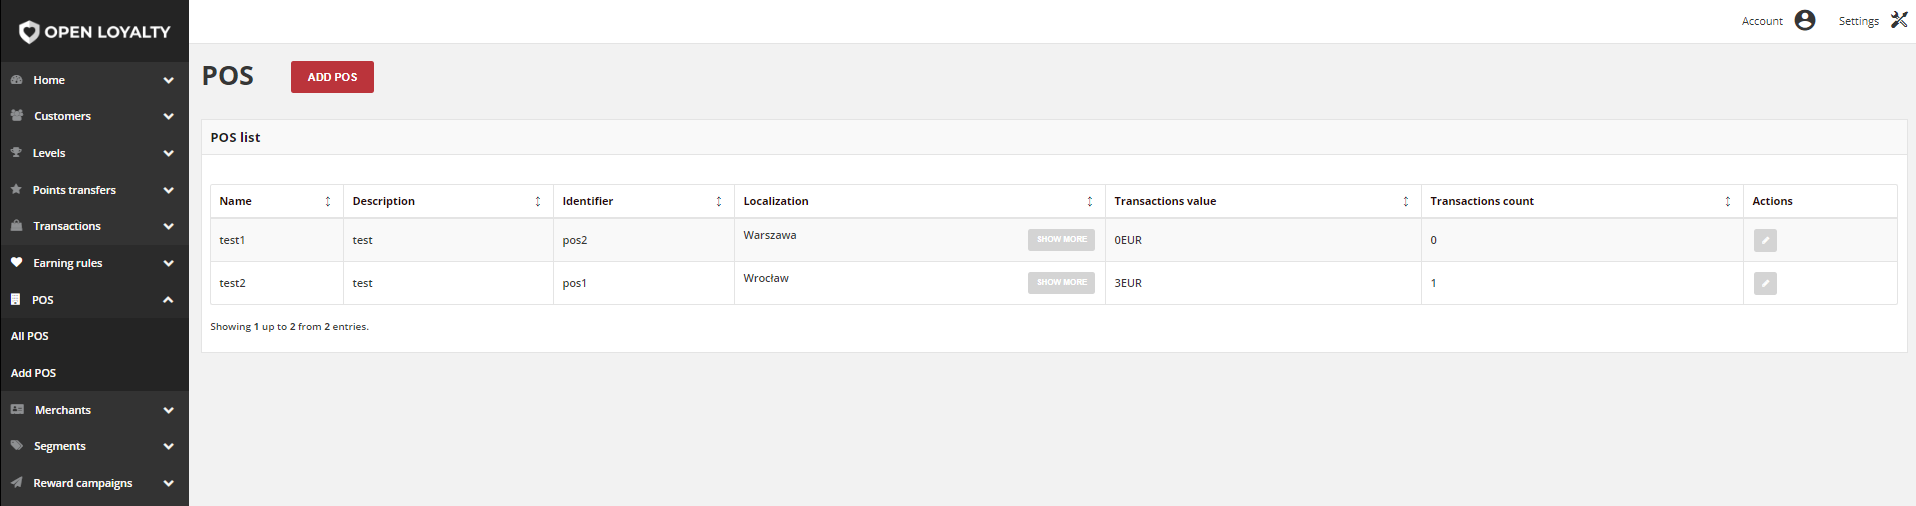 OPEN LOYALTY
Account
Settings
Home
Customers
Levels
Points transfers
Transactions
Earning rules
POS
All POS
Add POS
Merchants
Segments
Reward campaigns
POS
ADD POS
POS list
Name Description Identifier Localization Transactions value Transactions count Actions
test1 test pos2 Warszawa SHOW MORE 0EUR 0
test2 test pos1 Wrocław SHOW MORE 3EUR 1
Showing 1 up to 2 from 2 entries.